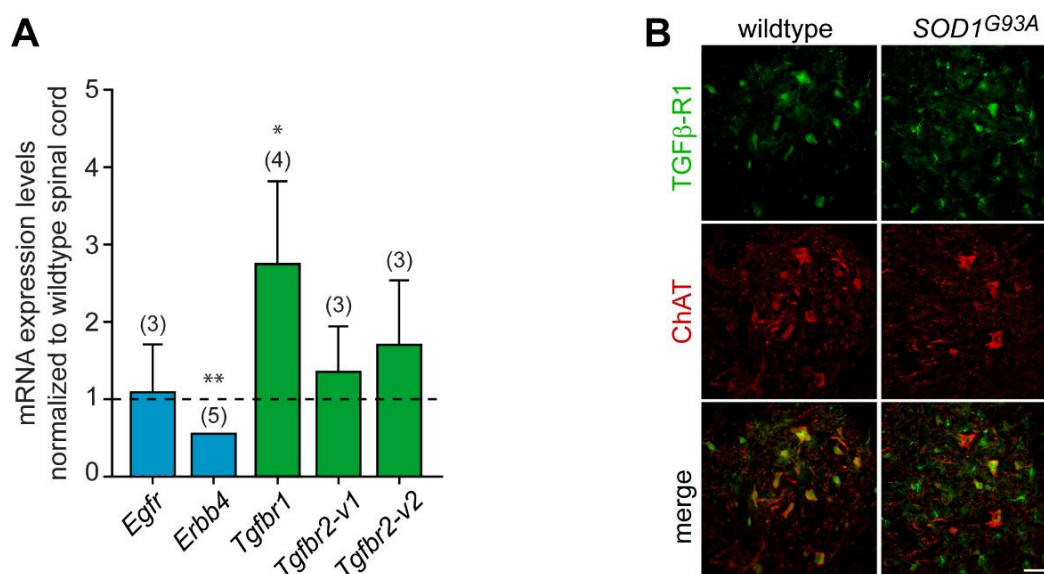 A
mRNA expression levels
normalized to wildtype spinal cord
5
4
3
2
1
0
(3)
**
(5)
*
(4)
(3)
(3)
Egfr
Erbb4
Tgfbr1
Tgfbr2-v1
Tgfbr2-v2
B
wildtype
SOD1G93A
TGFβ-R1
ChAT
merge